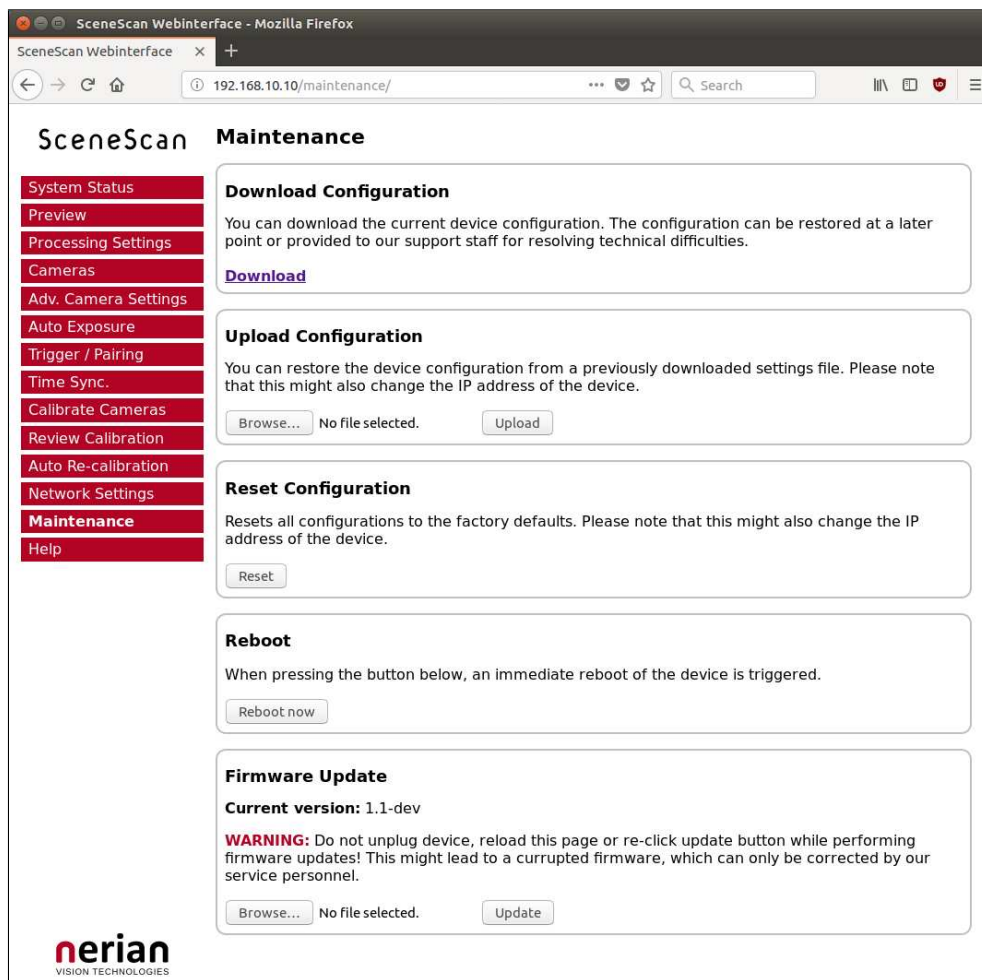 SceneScan Webinterface - Mozilla Firefox
SceneScan Webinterface × +
192.168.10.10/maintenance/
Search
SceneScan
System Status
Preview
Processing Settings
Cameras
Adv. Camera Settings
Auto Exposure
Trigger / Pairing
Time Sync.
Calibrate Cameras
Review Calibration
Auto Re-calibration
Network Settings
Maintenance
Help
nerian
VISION TECHNOLOGIES
Maintenance
Download Configuration
You can download the current device configuration. The configuration can be restored at a later
point or provided to our support staff for resolving technical difficulties.
Download
Upload Configuration
You can restore the device configuration from a previously downloaded settings file. Please note
that this might also change the IP address of the device.
Browse... No file selected. Upload
Reset Configuration
Resets all configurations to the factory defaults. Please note that this might also change the IP
address of the device.
Reset
Reboot
When pressing the button below, an immediate reboot of the device is triggered.
Reboot now
Firmware Update
Current version: 1.1-dev
WARNING: Do not unplug device, reload this page or re-click update button while performing
firmware updates! This might lead to a currupted firmware, which can only be corrected by our
service personnel.
Browse... No file selected. Update